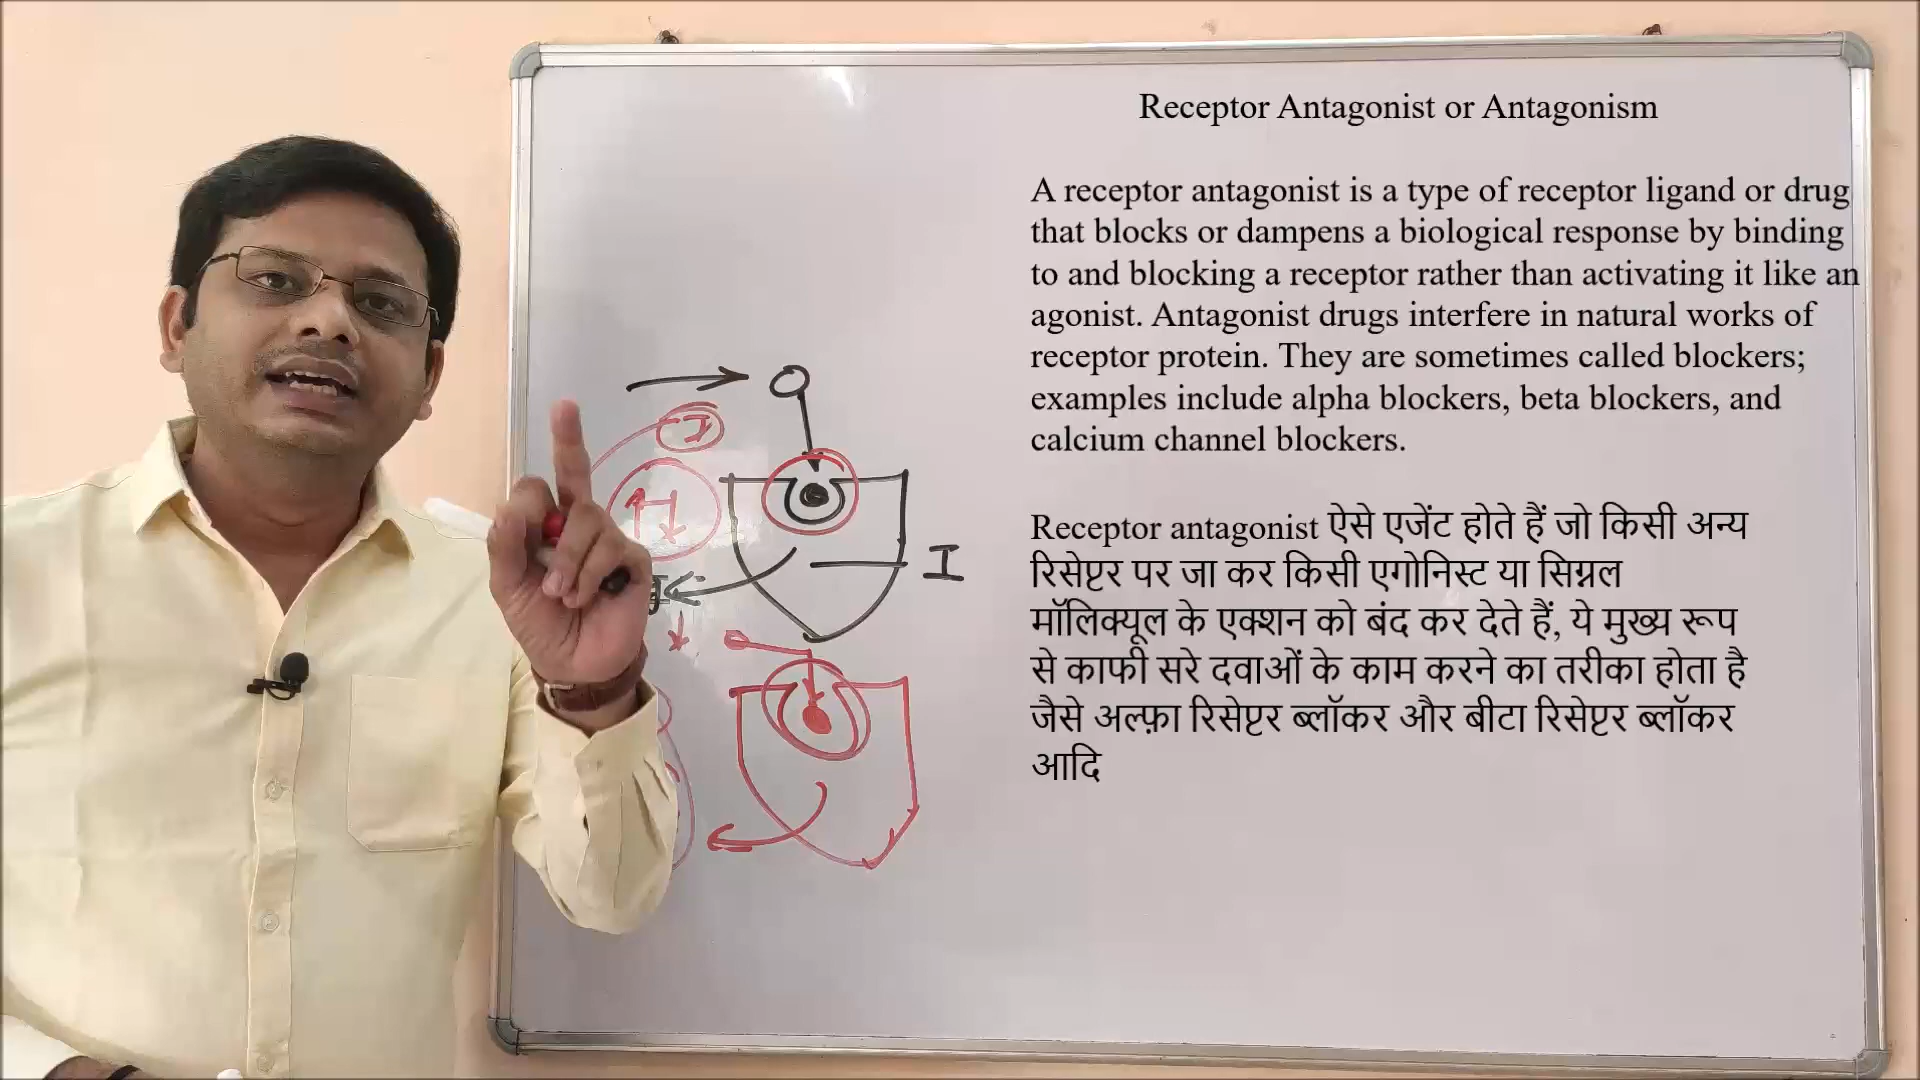 Receptor Antagonist or Antagonism
A receptor antagonist is a type of receptor ligand or drug
that blocks or dampens a biological response by binding
to and blocking a receptor rather than activating it like an
agonist. Antagonist drugs interfere in natural works of
receptor protein. They are sometimes called blockers;
examples include alpha blockers, beta blockers, and
calcium channel blockers.
Receptor antagonist ऐसे एजेंट होते हैं जो किसी अन्य
रिसेप्टर पर जा कर किसी एगोनिस्ट या सिग्नल
मॉलिक्यूल के एक्शन को बंद कर देते हैं, ये मुख्य रूप
से काफी सरे दवाओं के काम करने का तरीका होता है
जैसे अल्फ़ा रिसेप्टर ब्लॉकर और बीटा रिसेप्टर ब्लॉकर
आदि
I
I